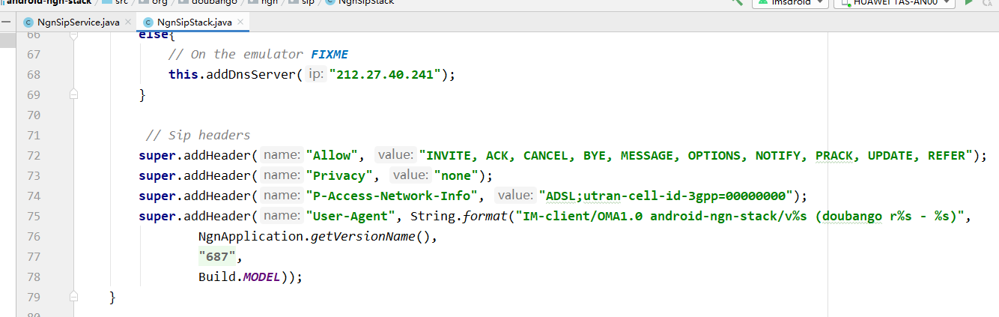 android-ngn-stack src org doubango ngn sip NgnSipStack imsdroid HUAWEI TAS-AN00
NgnSipService.java NgnSipStack.java
66 else{
67 // On the emulator FIXME
68 this.addDnsServer( ip: "212.27.40.241");
69 }
70
71 // Sip headers
72 super.addHeader( name: "Allow", value: "INVITE, ACK, CANCEL, BYE, MESSAGE, OPTIONS, NOTIFY, PRACK, UPDATE, REFER");
73 super.addHeader( name: "Privacy", value: "none");
74 super.addHeader( name: "P-Access-Network-Info", value: "ADSL;utran-cell-id-3gpp=00000000");
75 super.addHeader( name: "User-Agent", String.format("IM-client/OMA1.0 android-ngn-stack/v%s (doubango r%s - %s)",
76 NgnApplication.getVersionName(),
77 "687",
78 Build.MODEL));
79 }
80